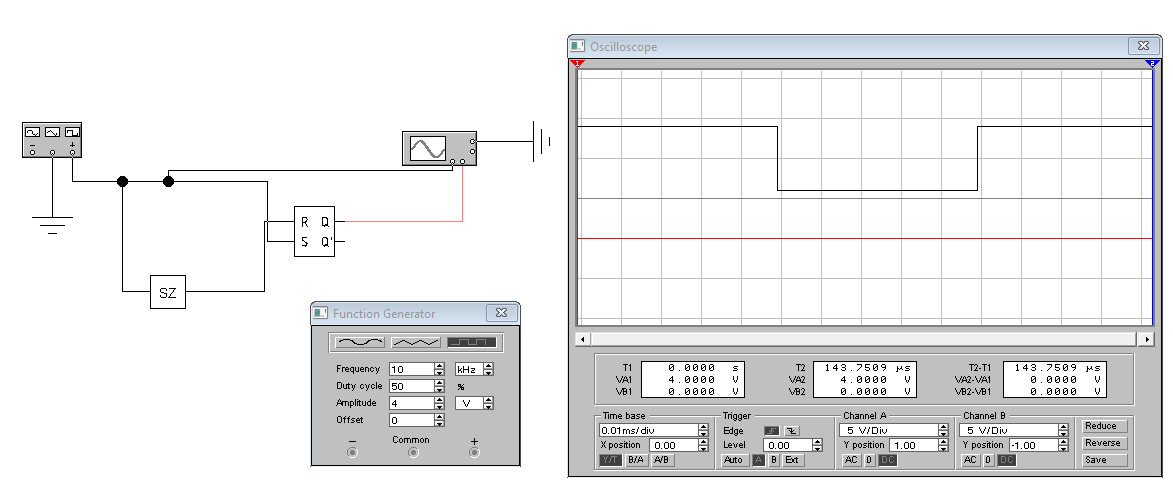 Oscilloscope
1
2
− +
R Q
S Q'
SZ
Function Generator
Frequency 10 kHz
Duty cycle 50 %
Amplitude 4 V
Offset 0
− Common +
T1 0.0000 s
VA1 4.0000 V
VB1 0.0000 V
T2 143.7509 µs
VA2 4.0000 V
VB2 0.0000 V
T2-T1 143.7509 µs
VA2-VA1 0.0000 V
VB2-VB1 0.0000 V
Time base
0.01ms/div
X position 0.00
Y/T B/A A/B
Trigger
Edge
Level 0.00
Auto A B Ext
Channel A
5 V/Div
Y position 1.00
AC 0 DC
Channel B
5 V/Div
Y position -1.00
AC 0 DC
Reduce
Reverse
Save